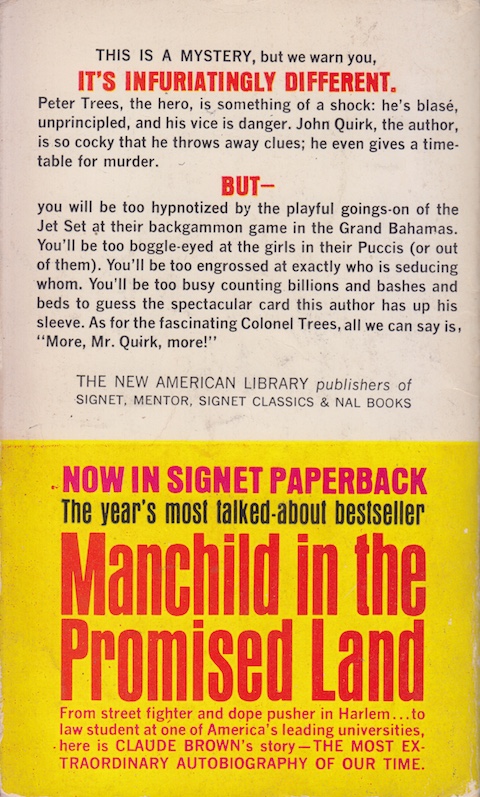 THIS IS A MYSTERY, but we warn you,
IT'S INFURIATINGLY DIFFERENT.
Peter Trees, the hero, is something of a shock: he's blasé,
unprincipled, and his vice is danger. John Quirk, the author,
is so cocky that he throws away clues; he even gives a time-
table for murder.
BUT—
you will be too hypnotized by the playful goings-on of the
Jet Set at their backgammon game in the Grand Bahamas.
You'll be too boggle-eyed at the girls in their Puccis (or out
of them). You'll be too engrossed at exactly who is seducing
whom. You'll be too busy counting billions and bashes and
beds to guess the spectacular card this author has up his
sleeve. As for the fascinating Colonel Trees, all we can say is,
"More, Mr. Quirk, more!"
THE NEW AMERICAN LIBRARY publishers of
SIGNET, MENTOR, SIGNET CLASSICS & NAL BOOKS
NOW IN SIGNET PAPERBACK
The year's most talked-about bestseller
Manchild in the
Promised Land
From street fighter and dope pusher in Harlem...to
law student at one of America's leading universities,
here is CLAUDE BROWN's story—THE MOST EX-
TRAORDINARY AUTOBIOGRAPHY OF OUR TIME.